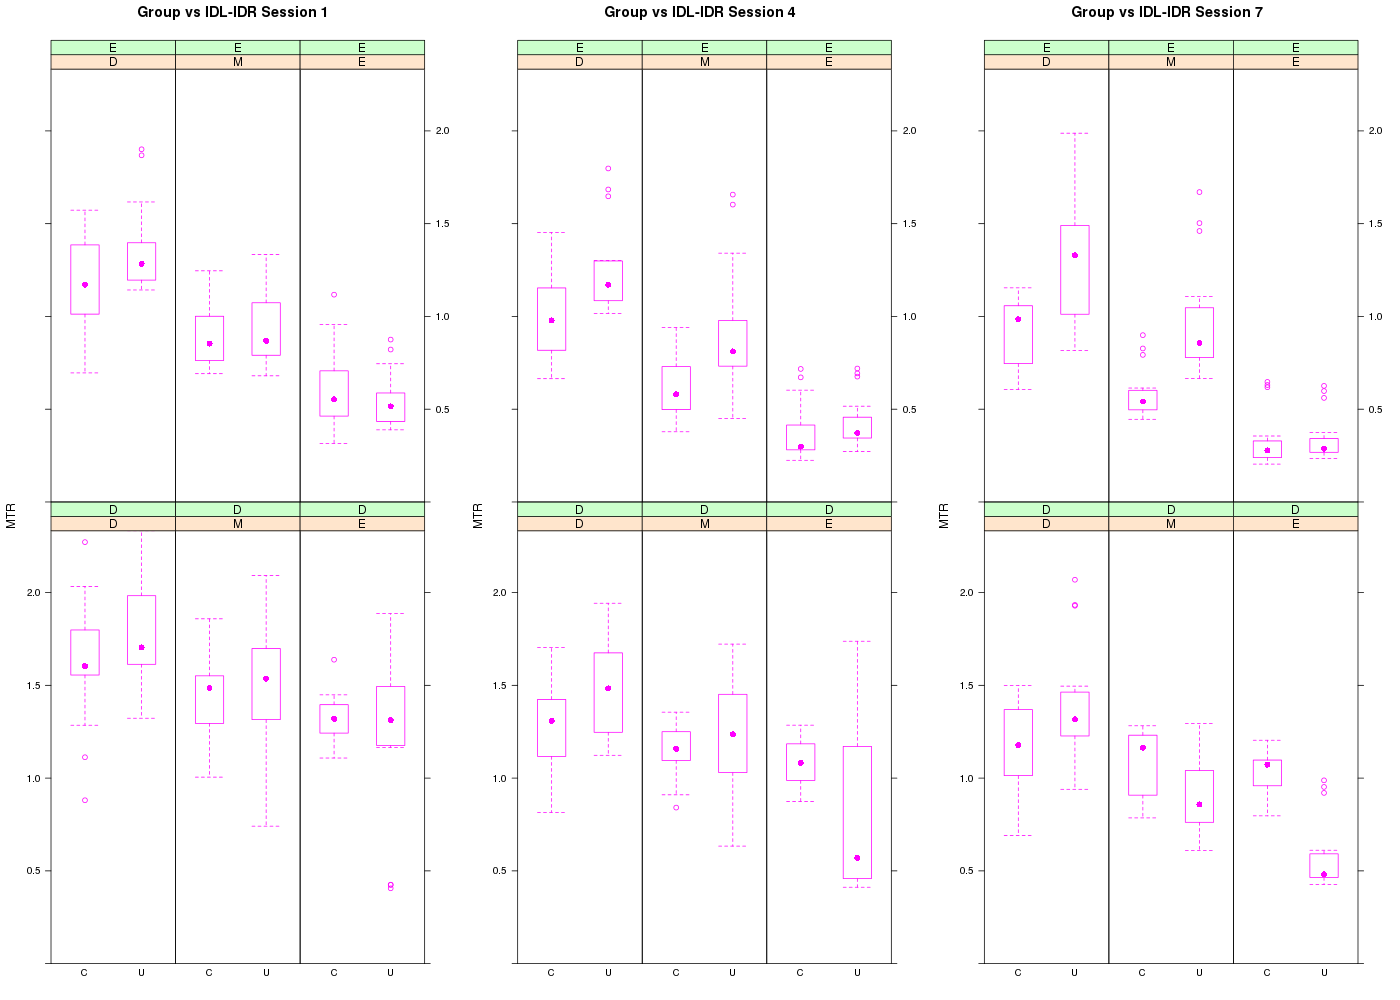 Group vs IDL-IDR Session 1 Group vs IDL-IDR Session 4 Group vs IDL-IDR Session 7
E E E E E E E E E
D M E D M E D M E
2.0 2.0 2.0
1.5 1.5 1.5
1.0 1.0 1.0
0.5 0.5 0.5
D D D D D D D D D
MTR MTR MTR
D M E D M E D M E
2.0 2.0 2.0
1.5 1.5 1.5
1.0 1.0 1.0
0.5 0.5 0.5
C U C U C U C U C U C U C U C U C U